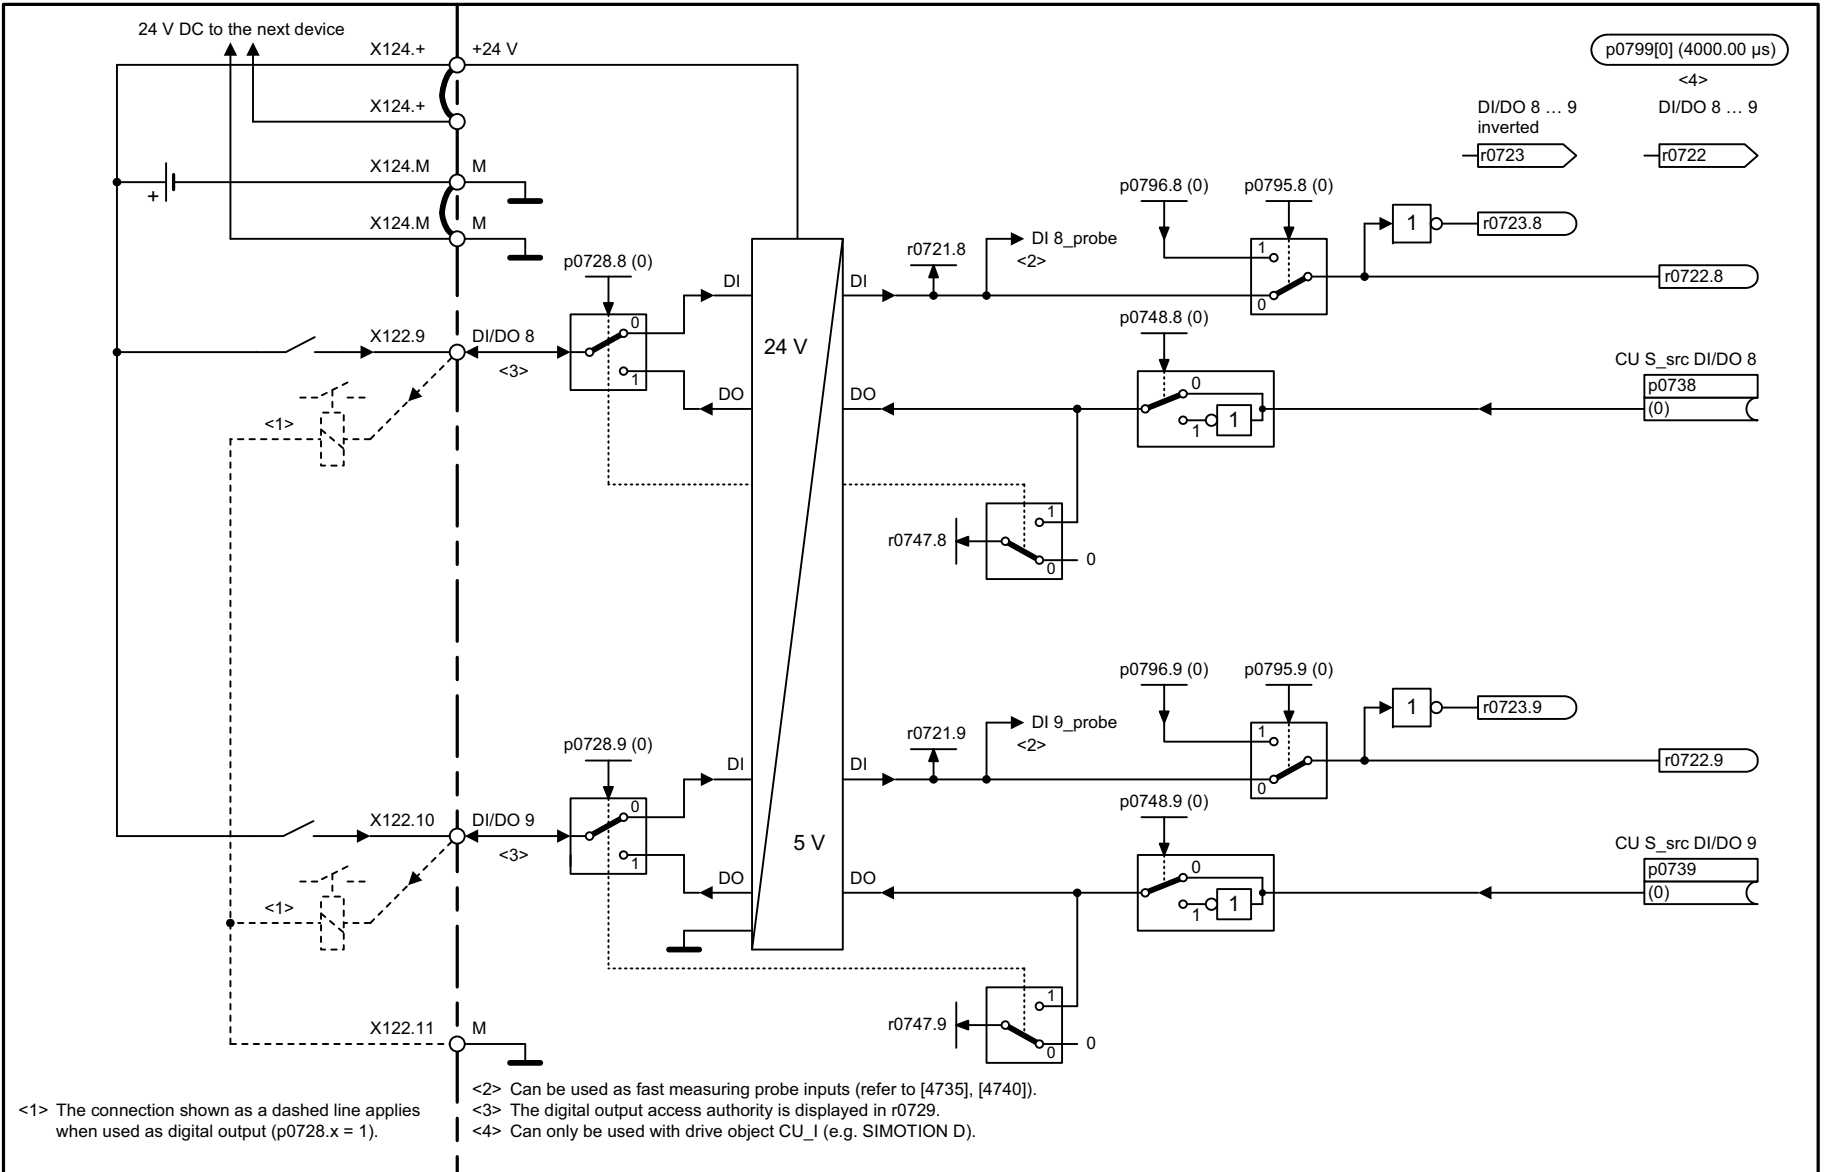 24 V DC to the next device
X124.+
+24 V
p0799[0] (4000.00 µs)
<4>
X124.+
DI/DO 8 … 9
inverted
DI/DO 8 … 9
r0723
r0722
X124.M
M
+
X124.M
M
p0796.8 (0)
p0795.8 (0)
1
r0723.8
p0728.8 (0)
DI
DI
r0721.8
DI 8_probe
<2>
1
0
r0722.8
X122.9
DI/DO 8
<3>
0
1
24 V
p0748.8 (0)
CU S_src DI/DO 8
p0738
(0)
DO
DO
0
1
1
<1>
r0747.8
1
0
0
p0796.9 (0)
p0795.9 (0)
1
r0723.9
p0728.9 (0)
DI
DI
r0721.9
DI 9_probe
<2>
1
0
r0722.9
X122.10
DI/DO 9
<3>
0
1
5 V
p0748.9 (0)
CU S_src DI/DO 9
p0739
(0)
DO
DO
0
1
1
<1>
r0747.9
1
0
0
X122.11
M
<1> The connection shown as a dashed line applies
when used as digital output (p0728.x = 1).
<2> Can be used as fast measuring probe inputs (refer to [4735], [4740]).
<3> The digital output access authority is displayed in r0729.
<4> Can only be used with drive object CU_I (e.g. SIMOTION D).